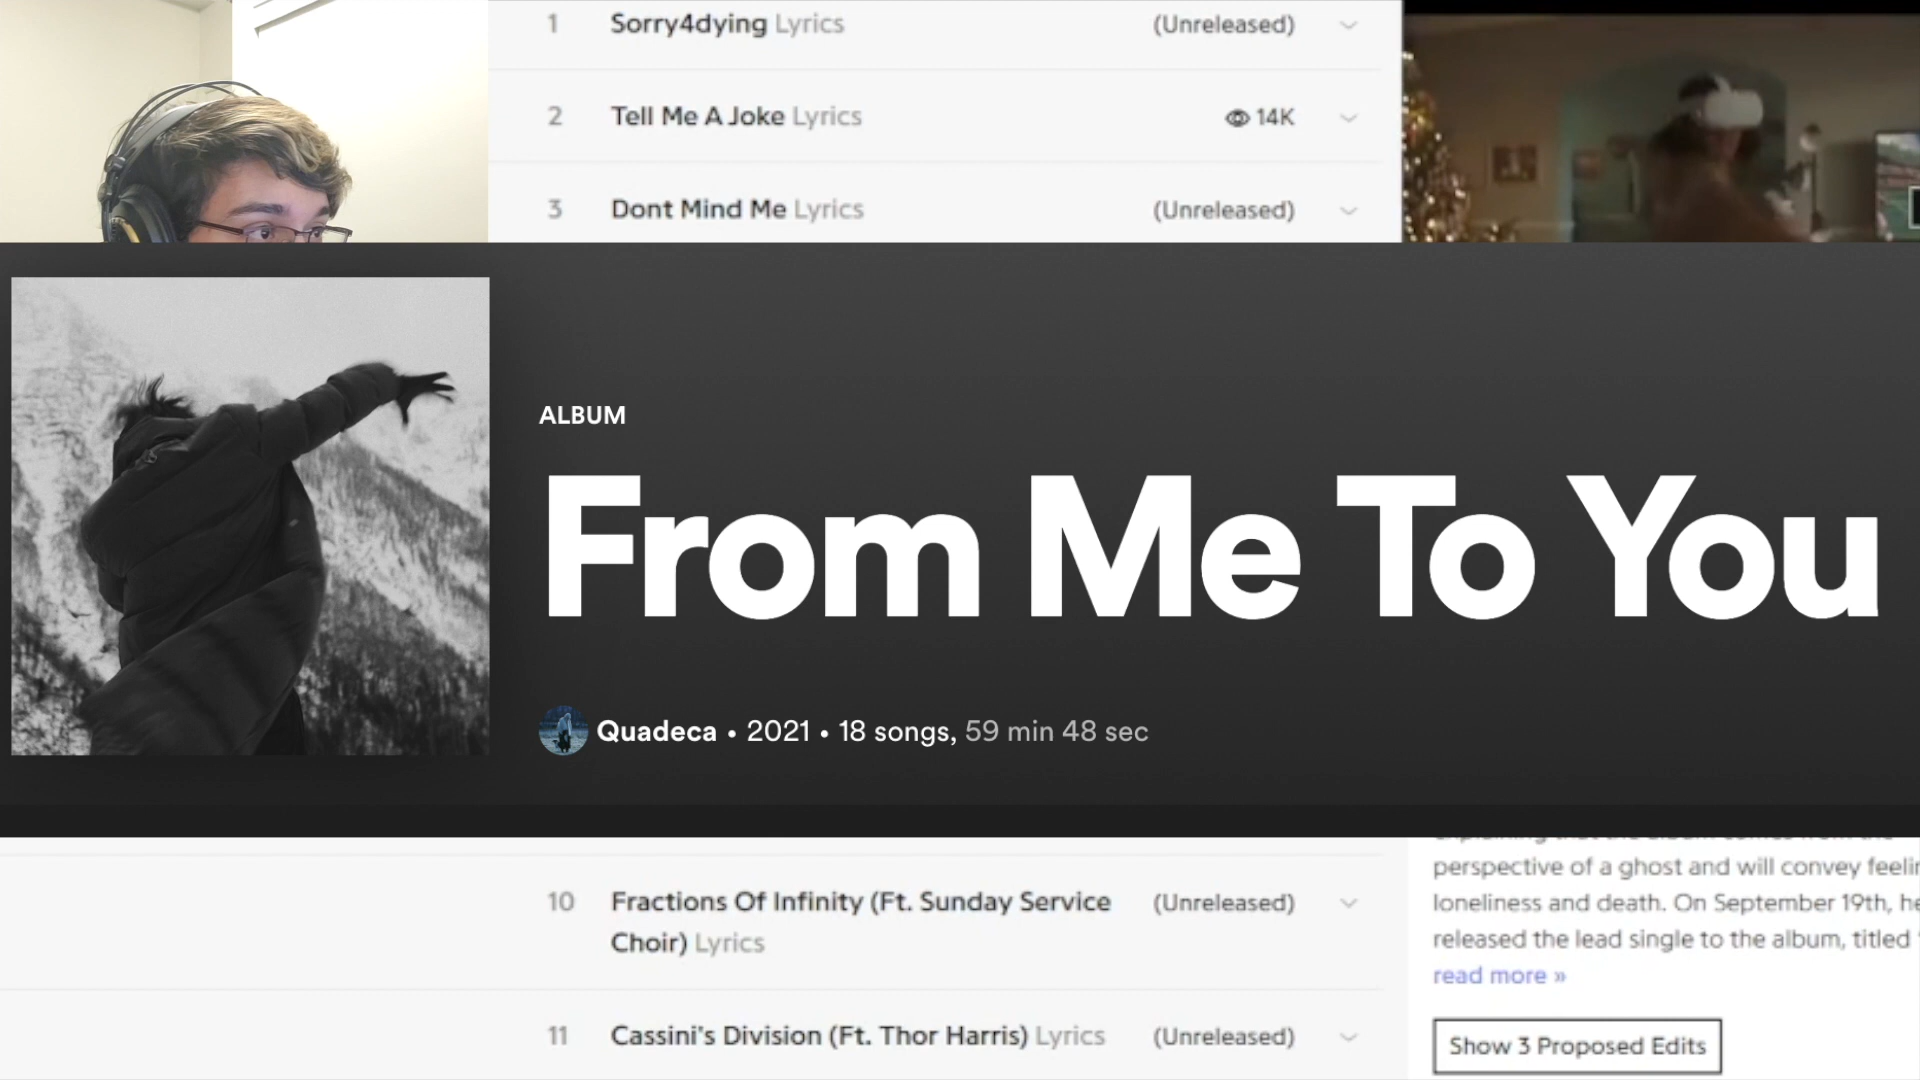 1 Sorry4dying Lyrics (Unreleased)
2 Tell Me A Joke Lyrics 14K
3 Dont Mind Me Lyrics (Unreleased)
ALBUM
From Me To You
Quadeca • 2021 • 18 songs, 59 min 48 sec
10 Fractions Of Infinity (Ft. Sunday Service (Unreleased)
Choir) Lyrics
11 Cassini's Division (Ft. Thor Harris) Lyrics (Unreleased)
perspective of a ghost and will convey
loneliness and death. On September 19th,
released the lead single to the album, titled
read more »
Show 3 Proposed Edits